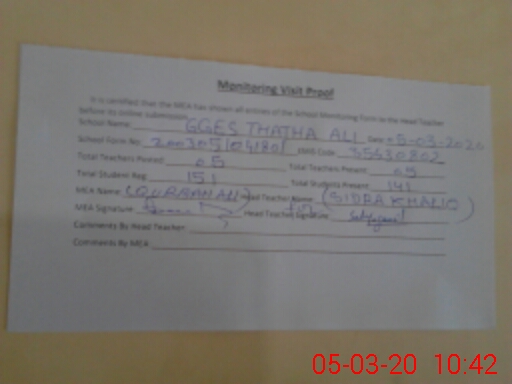 Monitoring Visit Proof
It is certified that the MEA has shown all entries of the School Monitoring Form to the Head Teacher
before its online submission.
School Name: GGES THATHA ALI Date: 05-03-2020
School Form No: EMIS Code: 35530802
Total Teachers Posted: 05 Total Teachers Present: 05
Total Student Reg: 151 Total Students Present: 141
MEA Name: (QURBAN ALI) Head Teacher Name: (SIDRA KHALID)
MEA Signature: Head Teacher Signature:
Comments By Head Teacher:
Comments By MEA
05-03-20 10:42